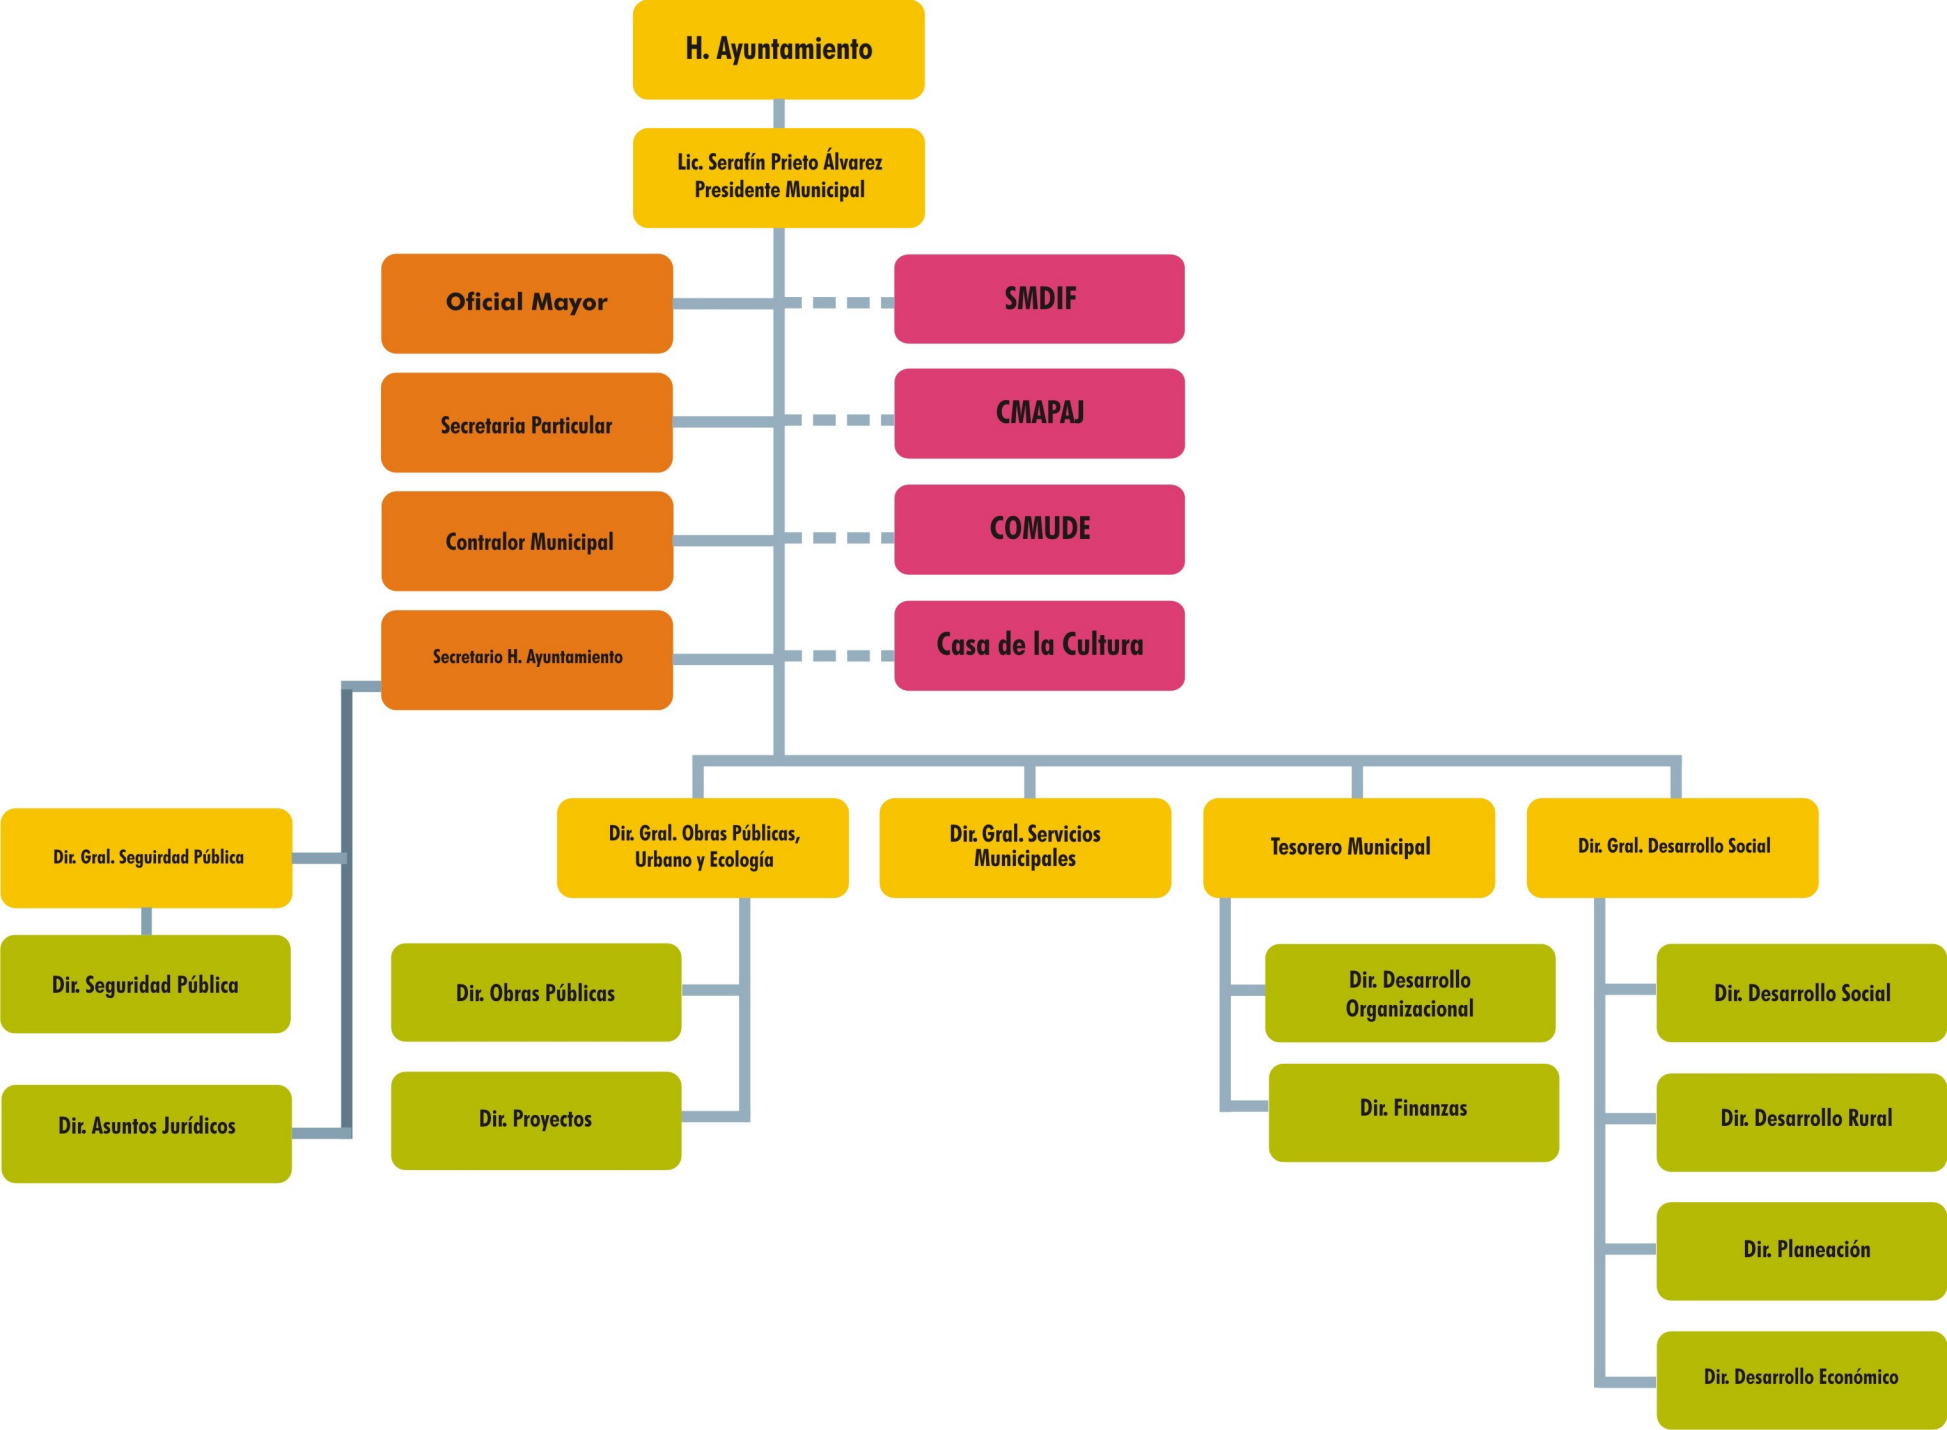 H. Ayuntamiento
Lic. Serafín Prieto Álvarez
Presidente Municipal
Oficial Mayor
SMDIF
Secretaria Particular
CMAPAJ
Contralor Municipal
COMUDE
Secretario H. Ayuntamiento
Casa de la Cultura
Dir. Gral. Seguirdad Pública
Dir. Gral. Obras Públicas,
Urbano y Ecología
Dir. Gral. Servicios
Municipales
Tesorero Municipal
Dir. Gral. Desarrollo Social
Dir. Seguridad Pública
Dir. Obras Públicas
Dir. Desarrollo
Organizacional
Dir. Desarrollo Social
Dir. Asuntos Jurídicos
Dir. Proyectos
Dir. Finanzas
Dir. Desarrollo Rural
Dir. Planeación
Dir. Desarrollo Económico